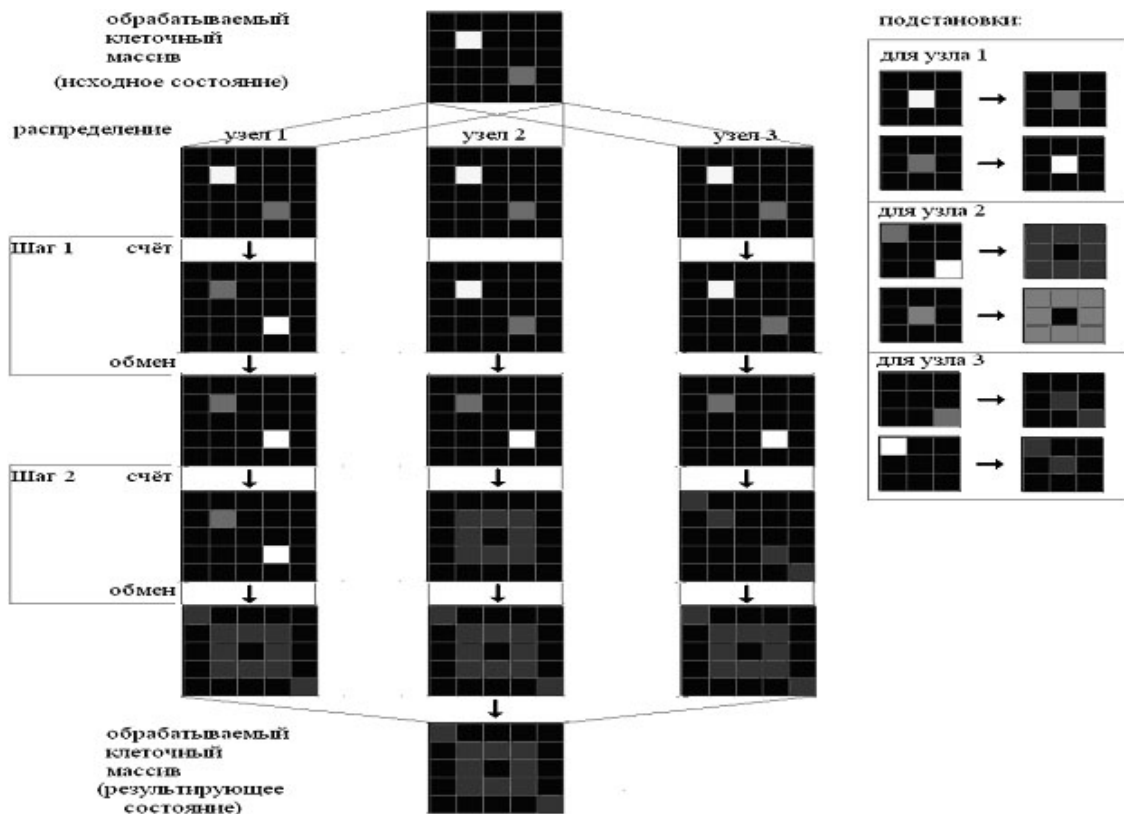 обрабатываемый
клеточный
массив
(исходное состояние)
подстановки:
для узла 1
распределение
узел 1
узел 2
узел 3
для узла 2
Шаг 1 счёт
обмен
для узла 3
Шаг 2 счёт
обмен
обрабатываемый
клеточный
массив
(результирующее
состояние)